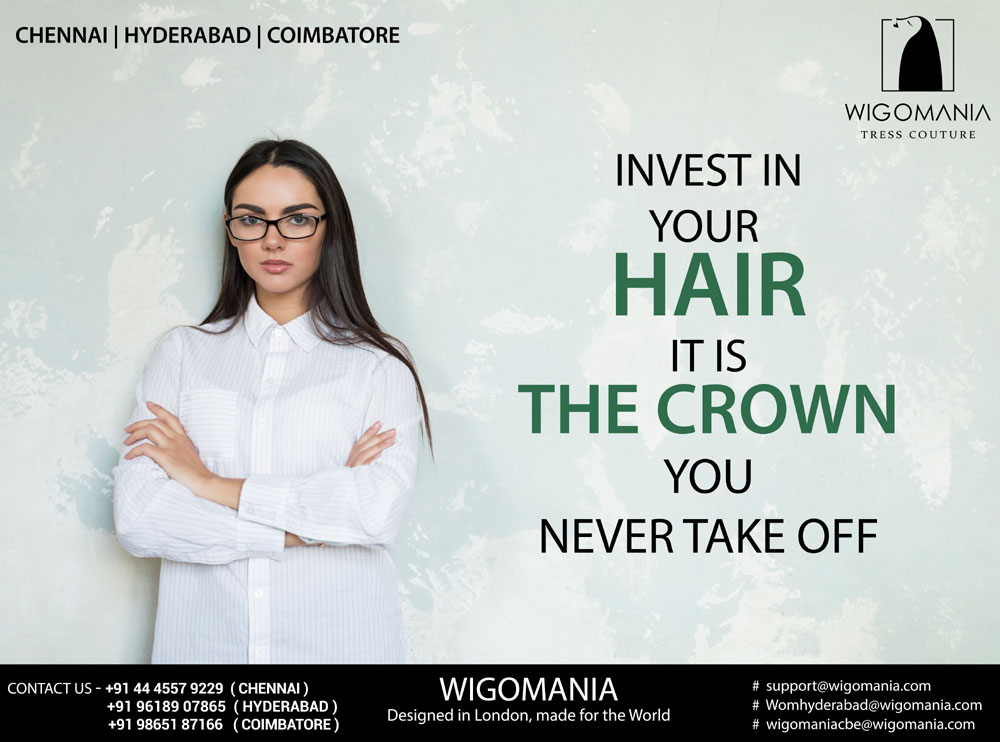 CHENNAI | HYDERABAD | COIMBATORE
WIGOMANIA
TRESS COUTURE
INVEST IN
YOUR
HAIR
IT IS
THE CROWN
YOU
NEVER TAKE OFF
CONTACT US - +91 44 4557 9229 ( CHENNAI )
+91 96189 07865 ( HYDERABAD )
+91 98651 87166 ( COIMBATORE )
WIGOMANIA
Designed in London, made for the World
# support@wigomania.com
# Womhyderabad@wigomania.com
# wigomaniacbe@wigomania.com